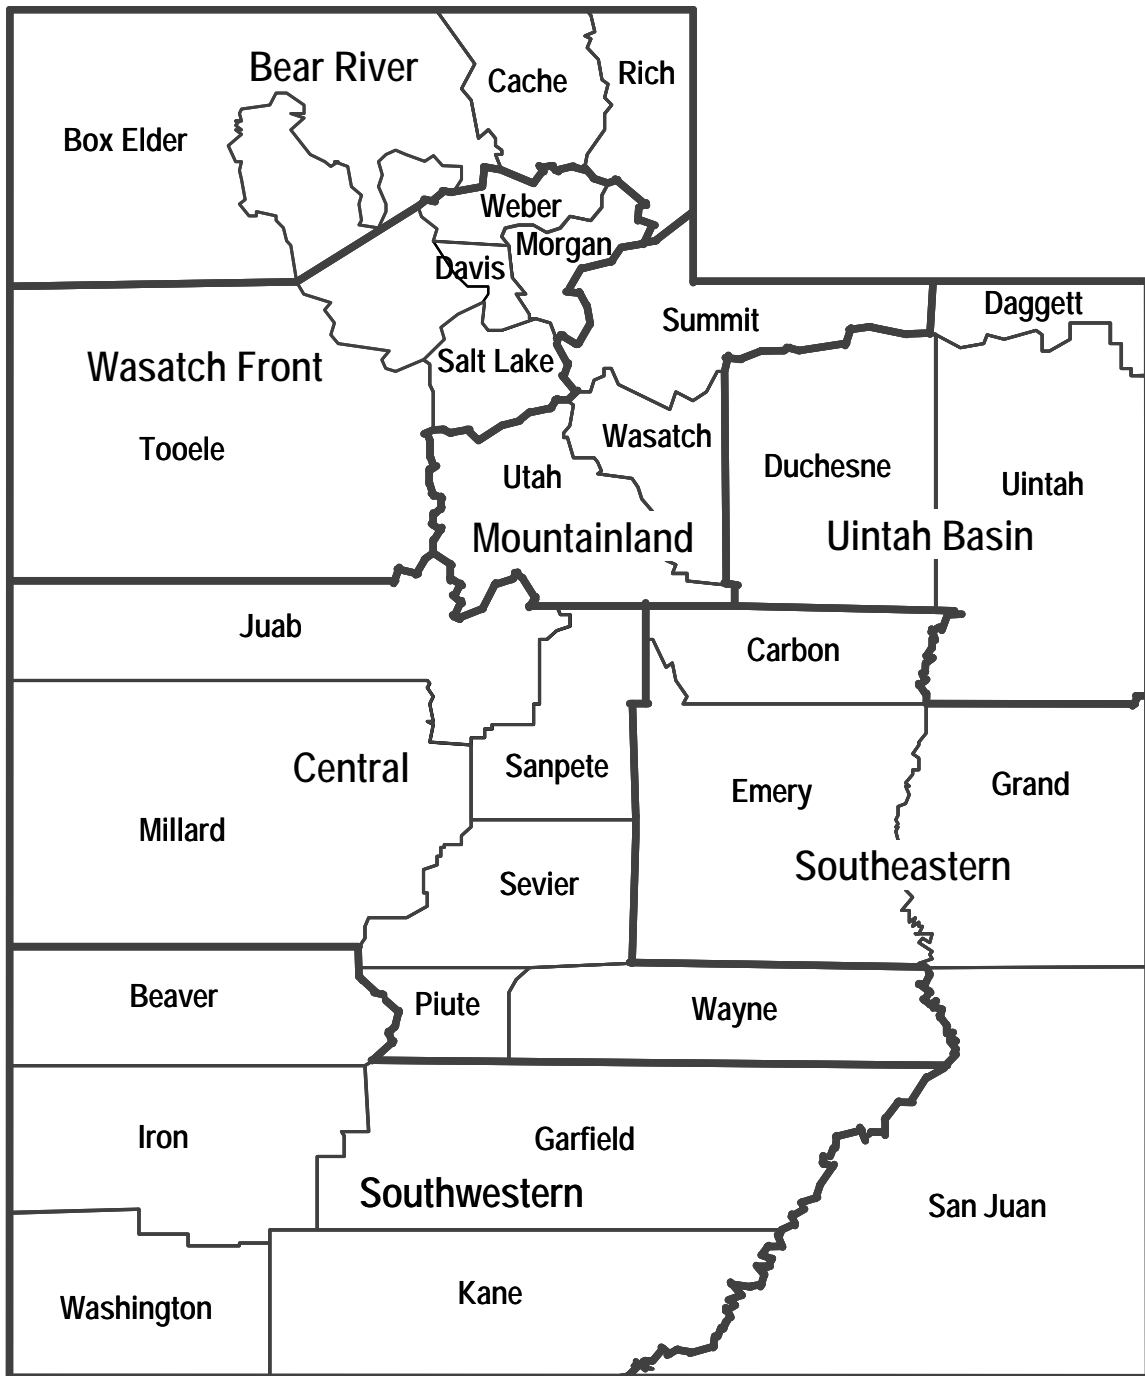 Bear River
Cache
Rich
Box Elder
Weber
Morgan
Davis
Daggett
Summit
Wasatch Front
Salt Lake
Tooele
Wasatch
Duchesne
Utah
Uintah
Mountainland
Uintah Basin
Juab
Carbon
Central
Sanpete
Emery
Grand
Millard
Southeastern
Sevier
Beaver
Piute
Wayne
Iron
Garfield
Southwestern
San Juan
Washington
Kane